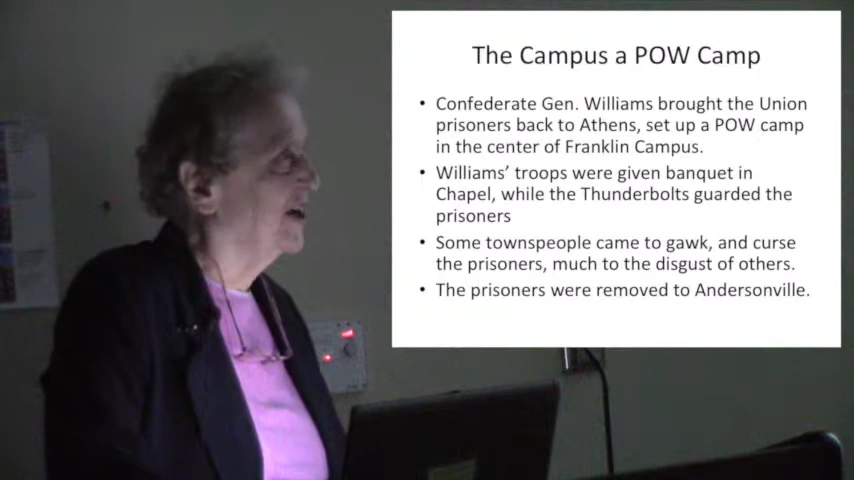 The Campus a POW Camp
• Confederate Gen. Williams brought the Union
prisoners back to Athens, set up a POW camp
in the center of Franklin Campus.
• Williams’ troops were given banquet in
Chapel, while the Thunderbolts guarded the
prisoners
• Some townspeople came to gawk, and curse
the prisoners, much to the disgust of others.
• The prisoners were removed to Andersonville.